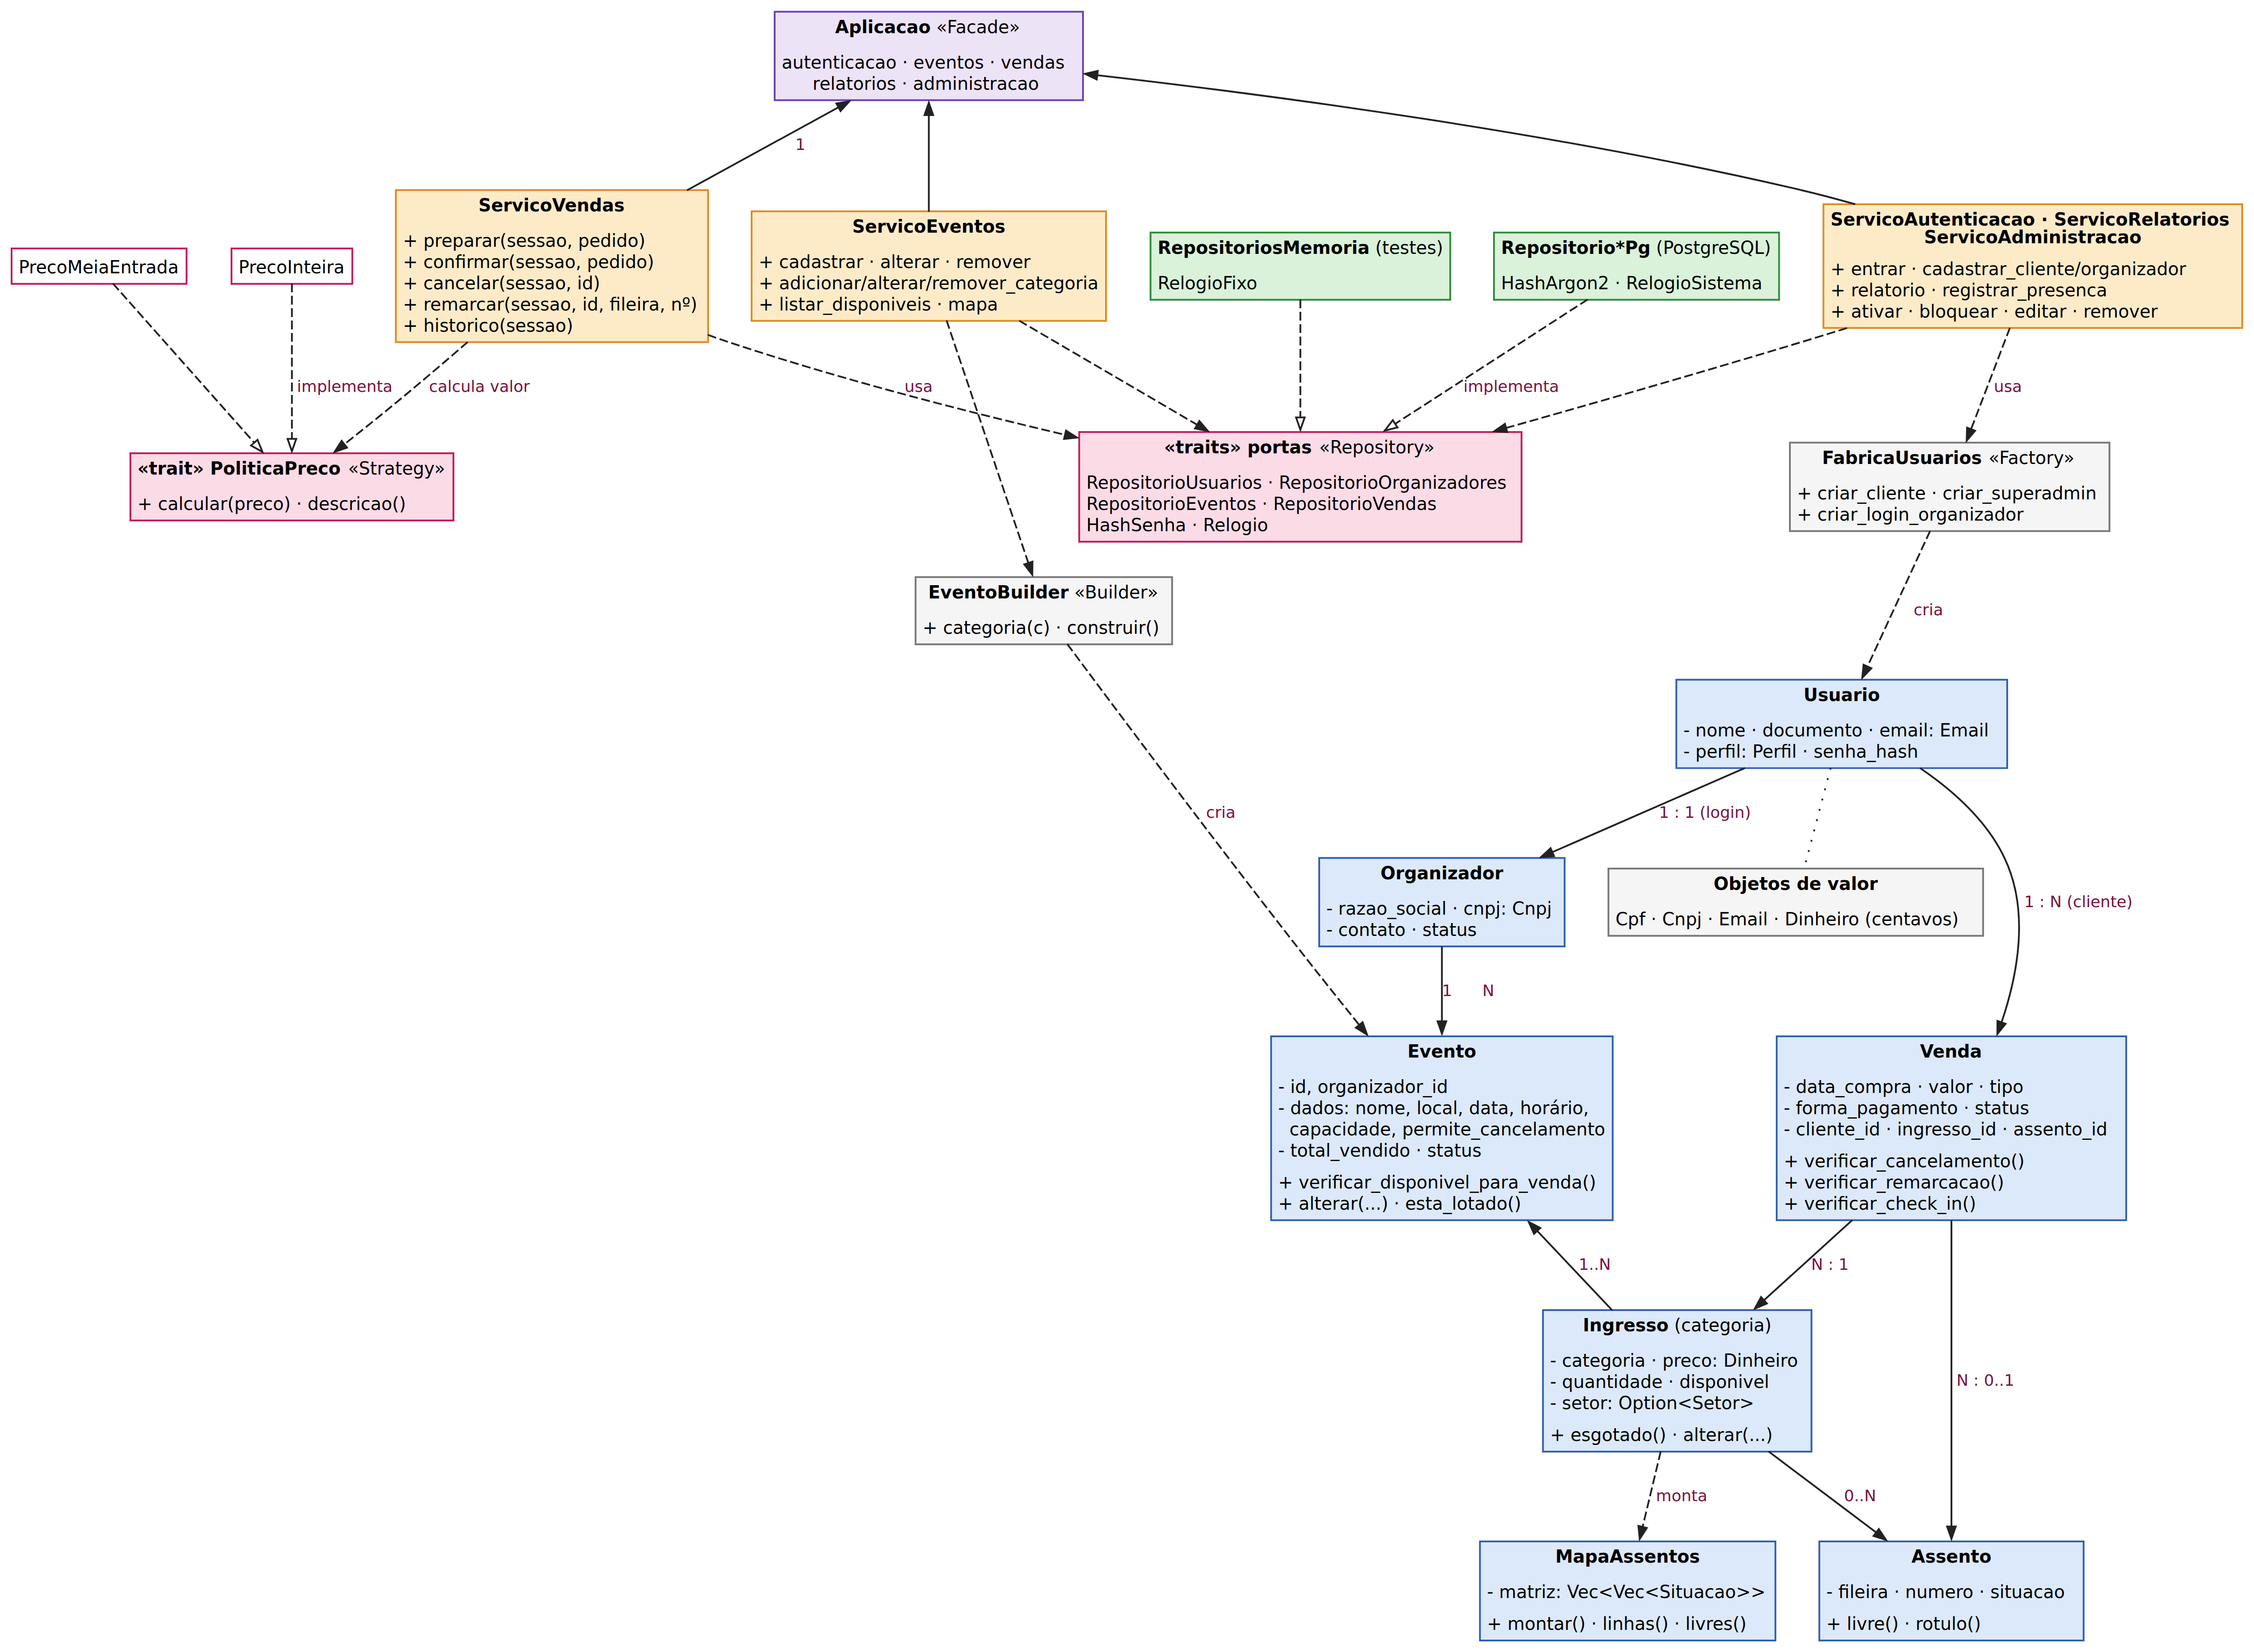 Aplicacao «Facade»
autenticacao · eventos · vendas
relatorios · administracao
1
ServicoVendas
+ preparar(sessao, pedido)
+ confirmar(sessao, pedido)
+ cancelar(sessao, id)
+ remarcar(sessao, id, fileira, nº)
+ historico(sessao)
ServicoEventos
+ cadastrar · alterar · remover
+ adicionar/alterar/remover_categoria
+ listar_disponiveis · mapa
RepositoriosMemoria (testes)
RelogioFixo
Repositorio*Pg (PostgreSQL)
HashArgon2 · RelogioSistema
ServicoAutenticacao · ServicoRelatorios
ServicoAdministracao
+ entrar · cadastrar_cliente/organizador
+ relatorio · registrar_presenca
+ ativar · bloquear · editar · remover
PrecoMeiaEntrada
PrecoInteira
implementa
calcula valor
usa
implementa
usa
«trait» PoliticaPreco «Strategy»
+ calcular(preco) · descricao()
«traits» portas «Repository»
RepositorioUsuarios · RepositorioOrganizadores
RepositorioEventos · RepositorioVendas
HashSenha · Relogio
FabricaUsuarios «Factory»
+ criar_cliente · criar_superadmin
+ criar_login_organizador
EventoBuilder «Builder»
+ categoria(c) · construir()
cria
Usuario
- nome · documento · email: Email
- perfil: Perfil · senha_hash
cria
1 : 1 (login)
Organizador
- razao_social · cnpj: Cnpj
- contato · status
Objetos de valor
Cpf · Cnpj · Email · Dinheiro (centavos)
1 : N (cliente)
1 N
Evento
- id, organizador_id
- dados: nome, local, data, horário,
capacidade, permite_cancelamento
- total_vendido · status
+ verificar_disponivel_para_venda()
+ alterar(...) · esta_lotado()
Venda
- data_compra · valor · tipo
- forma_pagamento · status
- cliente_id · ingresso_id · assento_id
+ verificar_cancelamento()
+ verificar_remarcacao()
+ verificar_check_in()
1..N
N : 1
Ingresso (categoria)
- categoria · preco: Dinheiro
- quantidade · disponivel
- setor: Option<Setor>
+ esgotado() · alterar(...)
N : 0..1
monta
0..N
MapaAssentos
- matriz: Vec<Vec<Situacao>>
+ montar() · linhas() · livres()
Assento
- fileira · numero · situacao
+ livre() · rotulo()